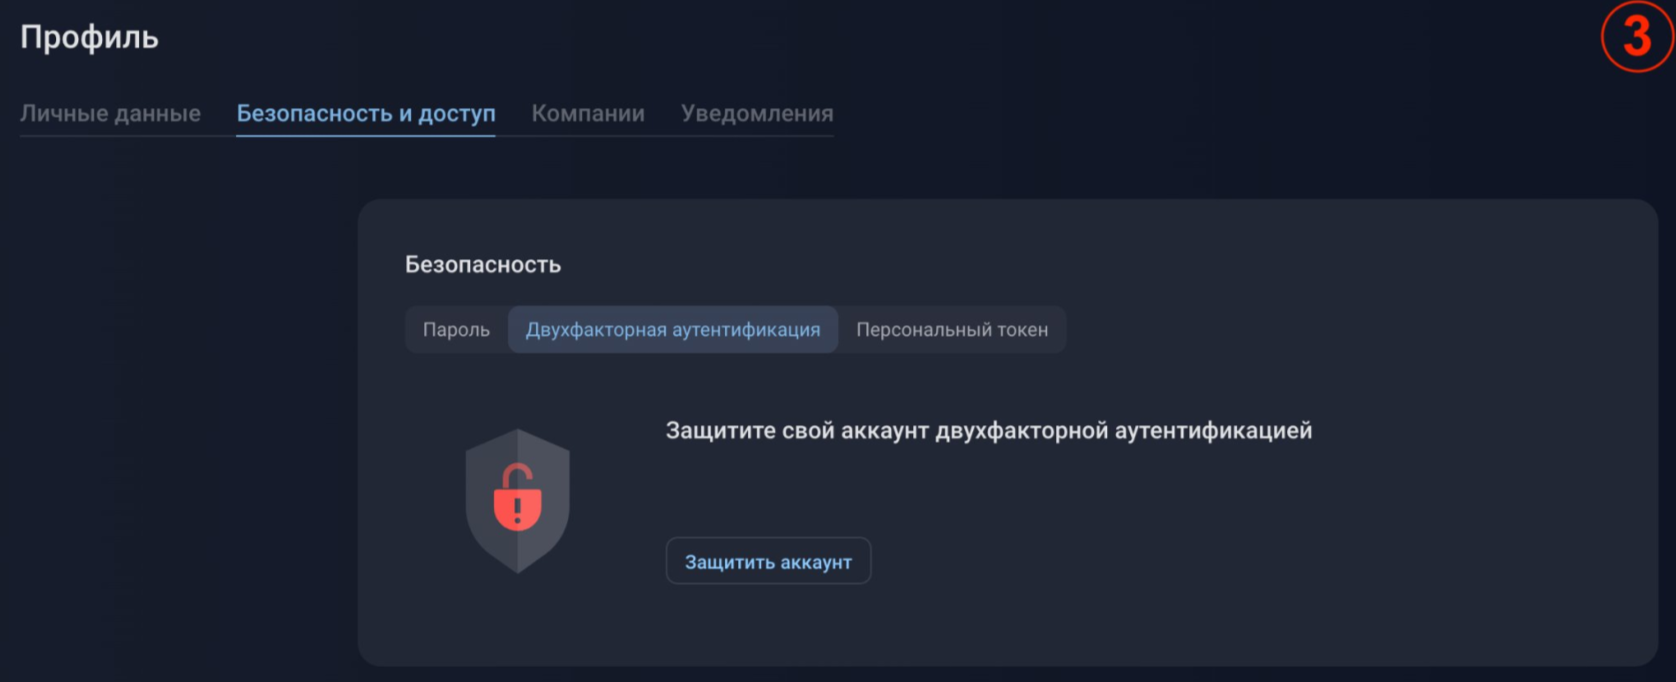 Профиль
3
Личные данные Безопасность и доступ Компании Уведомления
Безопасность
Пароль Двухфакторная аутентификация Персональный токен
Защитите свой аккаунт двухфакторной аутентификацией
!
Защитить аккаунт